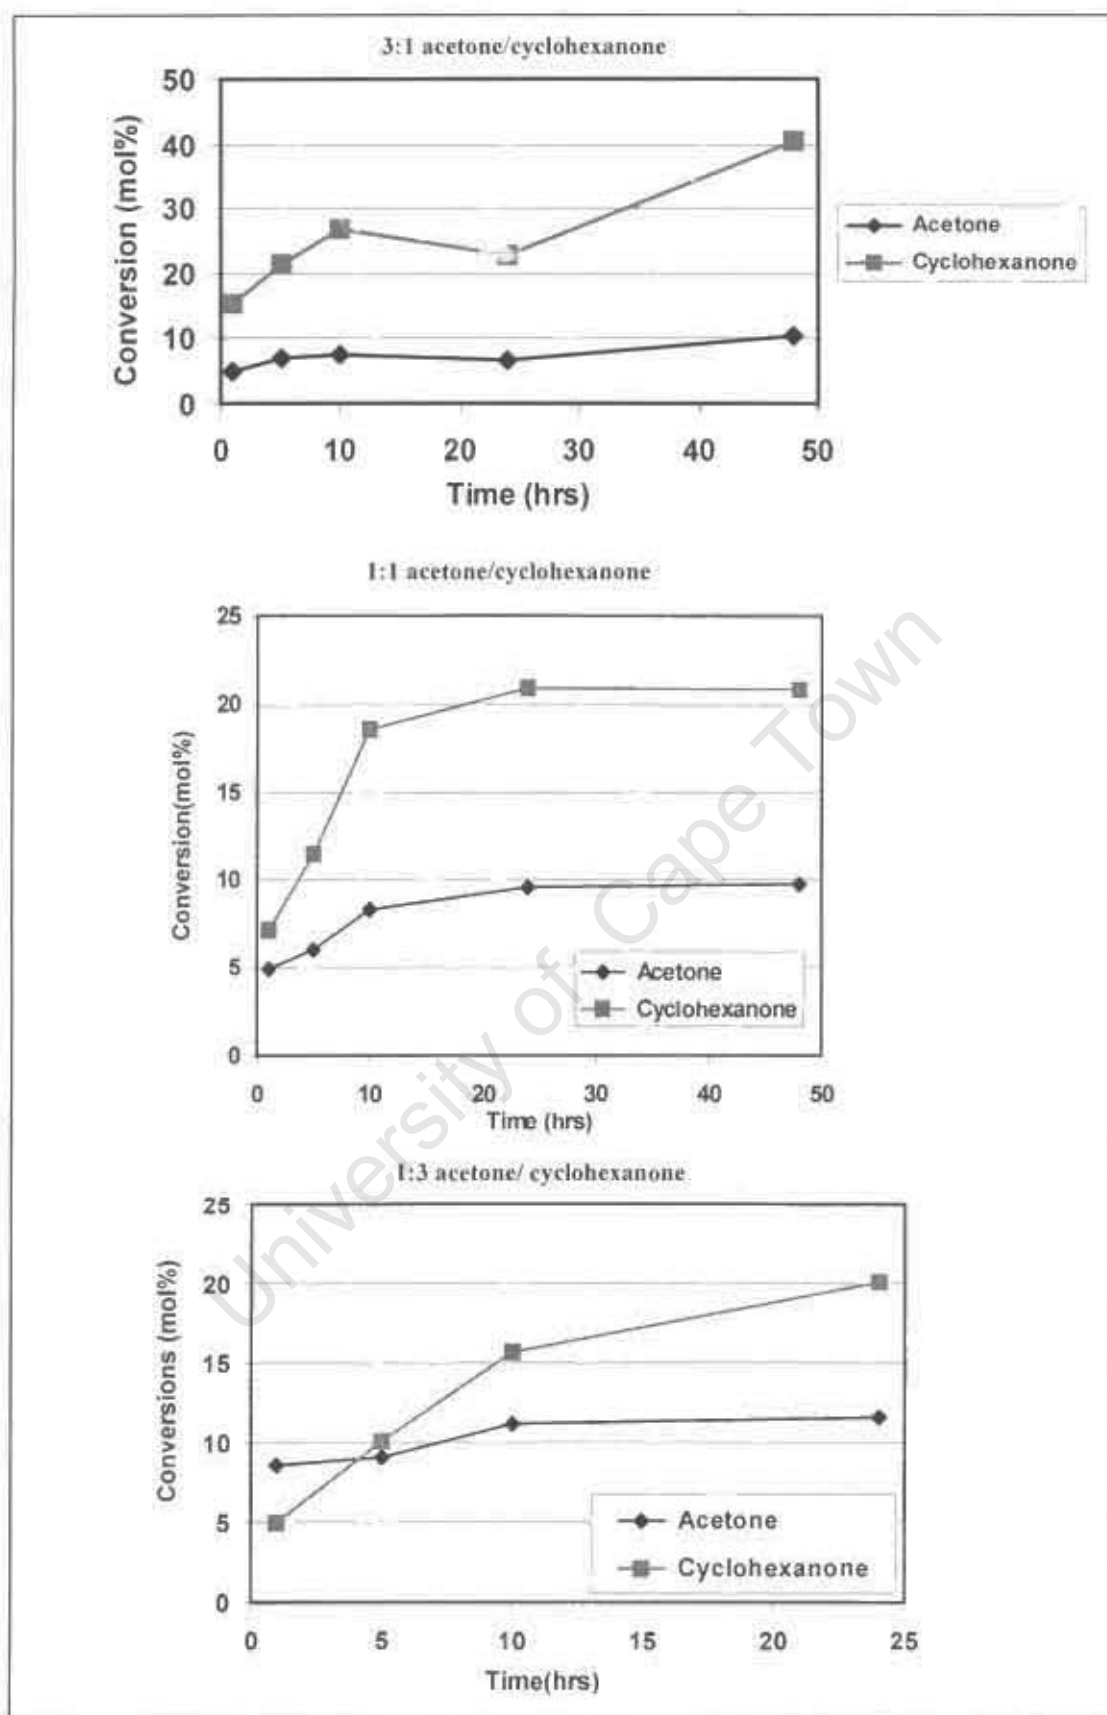 3:1 acetone/cyclohexanone
50
40
30
20
10
0
Conversion (mol%)
0 10 20 30 40 50
Time (hrs)
Acetone
Cyclohexanone
1:1 acetone/cyclohexanone
25
20
15
10
5
0
Conversion(mol%)
0 10 20 30 40 50
Time (hrs)
Acetone
Cyclohexanone
1:3 acetone/ cyclohexanone
25
20
15
10
5
0
Conversions (mol%)
0 5 10 15 20 25
Time(hrs)
Acetone
Cyclohexanone
University of Cape Town